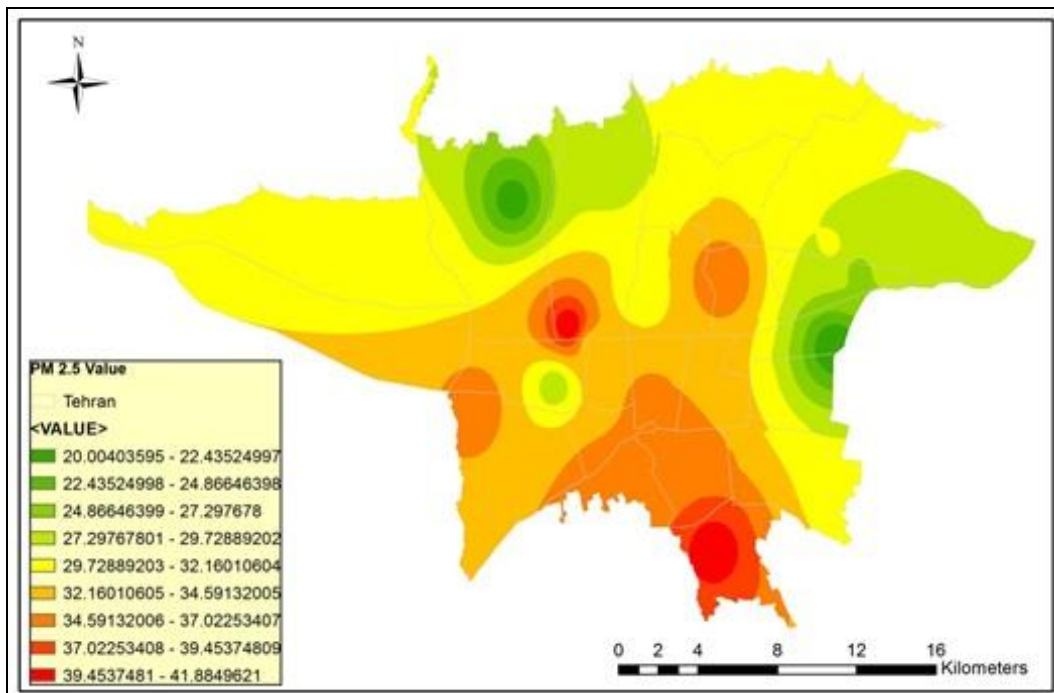 N
PM 2.5 Value
Tehran
<VALUE>
20.00403595 - 22.43524997
22.43524998 - 24.86646398
24.86646399 - 27.297678
27.29767801 - 29.72889202
29.72889203 - 32.16010604
32.16010605 - 34.59132005
34.59132006 - 37.02253407
37.02253408 - 39.45374809
39.4537481 - 41.8849621
0 2 4 8 12 16
Kilometers